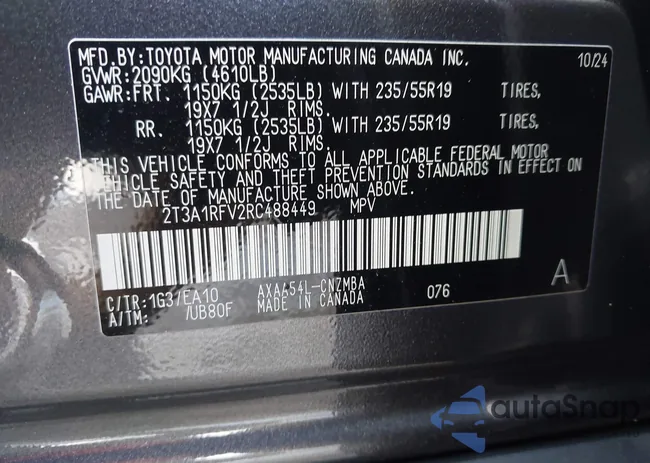 MFD.BY:TOYOTA MOTOR MANUFACTURING CANADA INC. 10/24
GVWR:2090KG (4610LB)
GAWR:FRT. 1150KG (2535LB) WITH 235/55R19 TIRES,
19X7 1/2J RIMS.
RR. 1150KG (2535LB) WITH 235/55R19 TIRES,
19X7 1/2J RIMS.
THIS VEHICLE CONFORMS TO ALL APPLICABLE FEDERAL MOTOR
VEHICLE SAFETY AND THEFT PREVENTION STANDARDS IN EFFECT ON
THE DATE OF MANUFACTURE SHOWN ABOVE.
2T3A1RFV2RC488449 MPV
C/TR:1G3/EA10 AXAA54L-CNZMBA 076 A
A/TM: /UB80F MADE IN CANADA
autoSnap